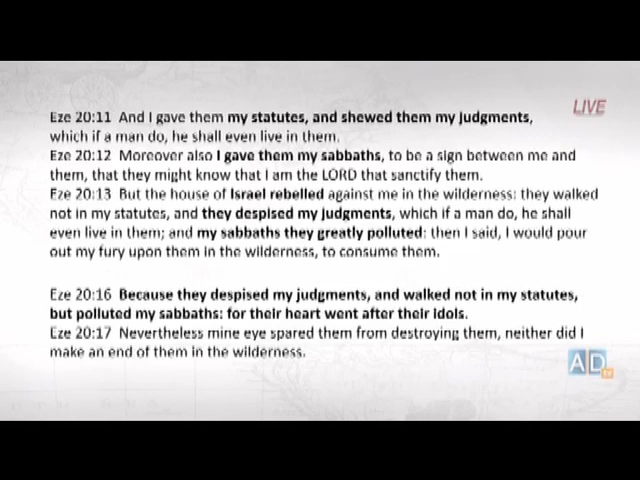 LIVE
Eze 20:11 And I gave them my statutes, and shewed them my judgments,
which if a man do, he shall even live in them.
Eze 20:12 Moreover also I gave them my sabbaths, to be a sign between me and
them, that they might know that I am the LORD that sanctify them.
Eze 20:13 But the house of Israel rebelled against me in the wilderness: they walked
not in my statutes, and they despised my judgments, which if a man do, he shall
even live in them; and my sabbaths they greatly polluted: then I said, I would pour
out my fury upon them in the wilderness, to consume them.
Eze 20:16 Because they despised my judgments, and walked not in my statutes,
but polluted my sabbaths: for their heart went after their idols.
Eze 20:17 Nevertheless mine eye spared them from destroying them, neither did I
make an end of them in the wilderness.
AD
tv